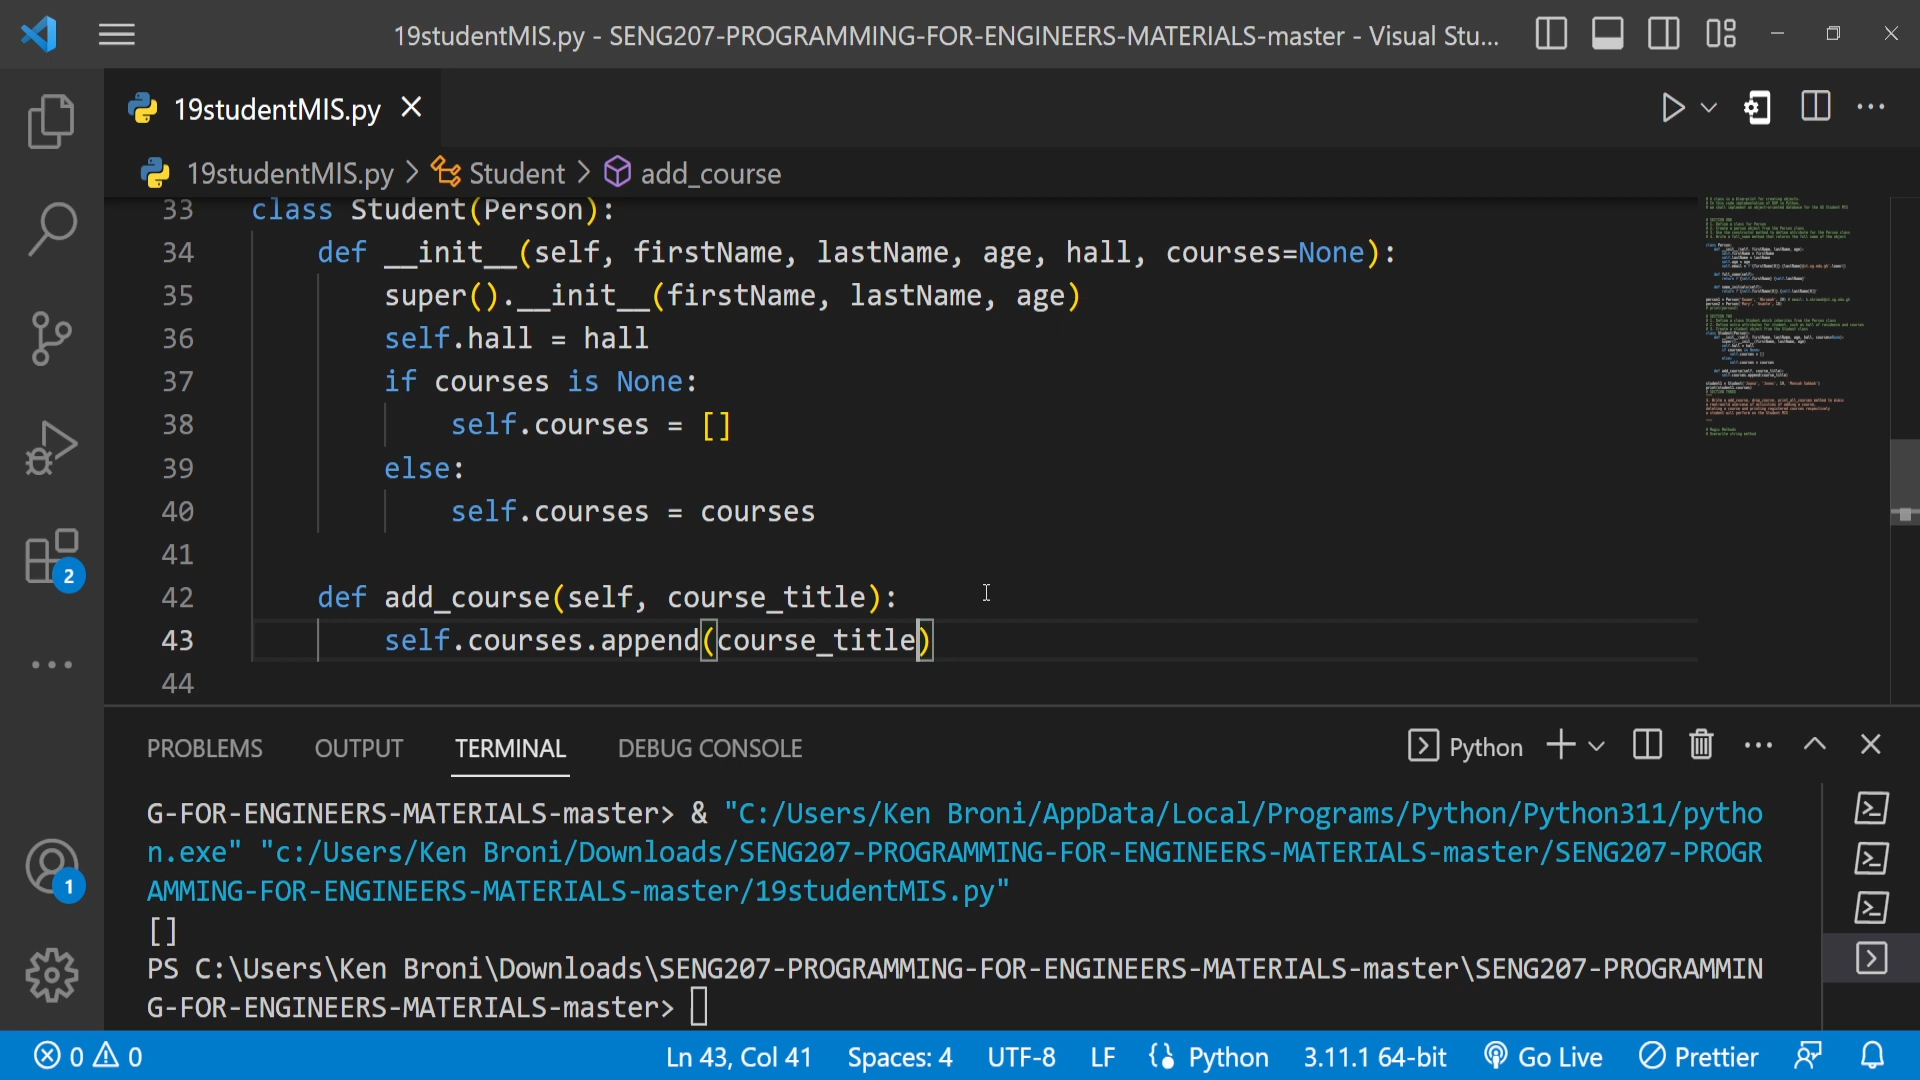 19studentMIS.py - SENG207-PROGRAMMING-FOR-ENGINEERS-MATERIALS-master - Visual Stu...
19studentMIS.py
19studentMIS.py > Student > add_course
33 class Student(Person):
34 def __init__(self, firstName, lastName, age, hall, courses=None):
35 super().__init__(firstName, lastName, age)
36 self.hall = hall
37 if courses is None:
38 self.courses = []
39 else:
40 self.courses = courses
41
42 def add_course(self, course_title):
43 self.courses.append(course_title)
44
2
1
PROBLEMS OUTPUT TERMINAL DEBUG CONSOLE Python
G-FOR-ENGINEERS-MATERIALS-master> & "C:/Users/Ken Broni/AppData/Local/Programs/Python/Python311/pytho
n.exe" "c:/Users/Ken Broni/Downloads/SENG207-PROGRAMMING-FOR-ENGINEERS-MATERIALS-master/SENG207-PROGR
AMMING-FOR-ENGINEERS-MATERIALS-master/19studentMIS.py"
[]
PS C:\Users\Ken Broni\Downloads\SENG207-PROGRAMMING-FOR-ENGINEERS-MATERIALS-master\SENG207-PROGRAMMIN
G-FOR-ENGINEERS-MATERIALS-master>
0 0 Ln 43, Col 41 Spaces: 4 UTF-8 LF Python 3.11.1 64-bit Go Live Prettier